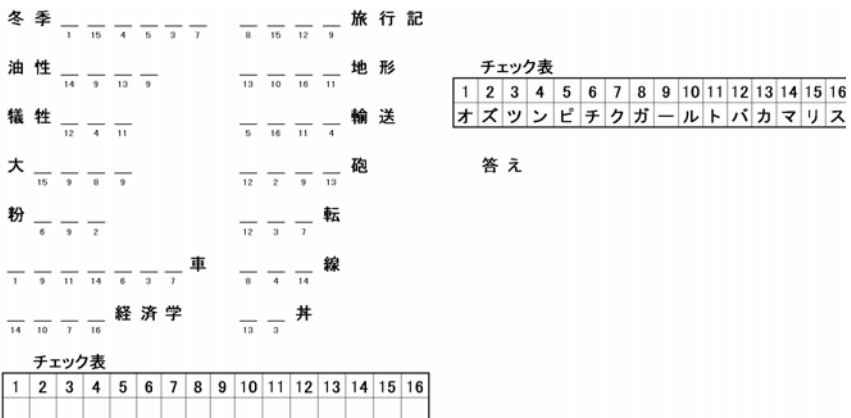 冬季 _ _ _ _ _ _
1 15 4 5 3 7
油性 _ _ _ _
14 9 13 9
犠牲 _ _ _
12 4 11
大 _ _ _ _
15 9 8 9
粉 _ _ _
6 9 2
_ _ _ _ _ _ _ 車
1 9 11 14 6 3 7
_ _ _ _ 経済学
14 10 7 16
_ _ _ _ 旅行記
8 15 12 9
_ _ _ _ 地形
13 10 16 11
_ _ _ _ 輸送
5 16 11 4
_ _ _ _ 砲
12 2 9 13
_ _ _ 転
12 3 7
_ _ _ 線
8 4 14
_ _ 丼
13 3
チェック表
1 2 3 4 5 6 7 8 9 10 11 12 13 14 15 16
チェック表
1 2 3 4 5 6 7 8 9 10 11 12 13 14 15 16
オ ズ ツ ン ピ チ ク ガ ー ル ト バ カ マ リ ス
答え